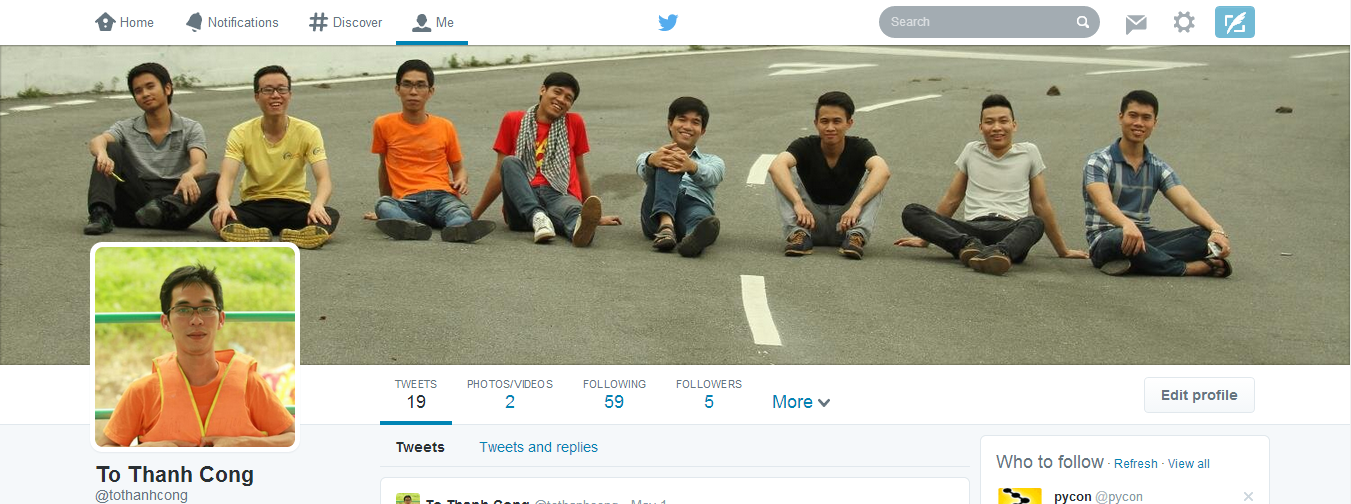 Home Notifications Discover Me Search
TWEETS PHOTOS/VIDEOS FOLLOWING FOLLOWERS
19 2 59 5 More
Edit profile
Tweets Tweets and replies
Who to follow · Refresh · View all
To Thanh Cong
@tothanhcong
To Thanh Cong @tothanhcong · May 1
pycon @pycon